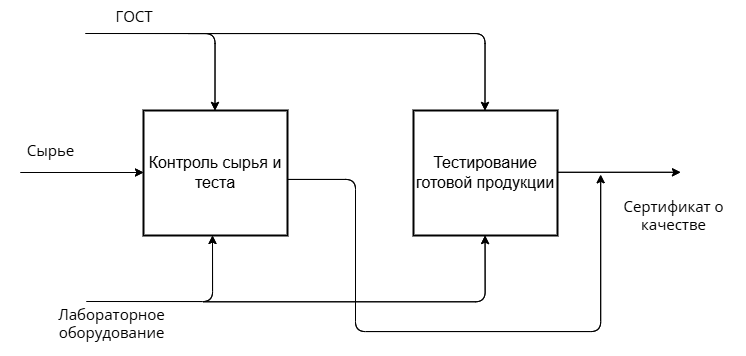 ГОСТ
Сырье
Контроль сырья и
теста
Тестирование
готовой продукции
Сертификат о
качестве
Лабораторное
оборудование